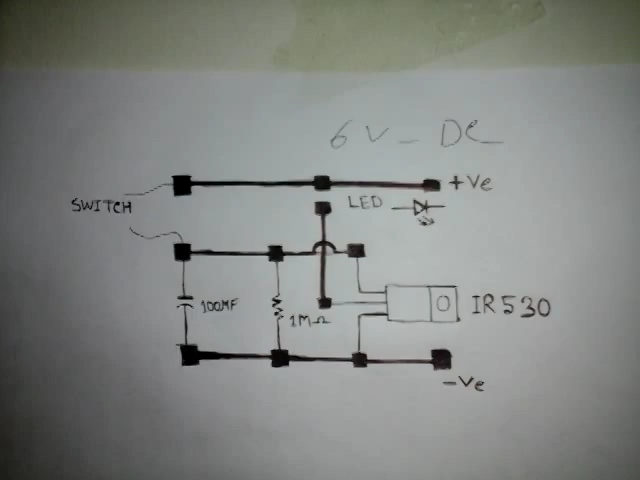 6V - DC
+Ve
LED
SWITCH
100MF
1MΩ
IR530
-Ve